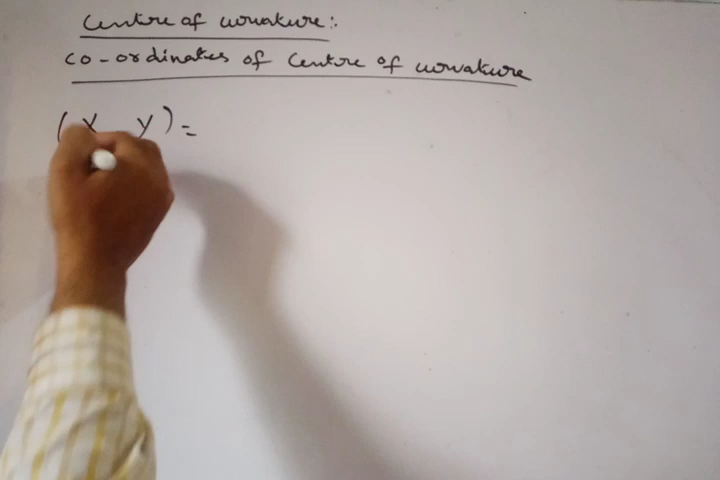 Centre of curvature:
co-ordinates of centre of curvature
(X Y) =